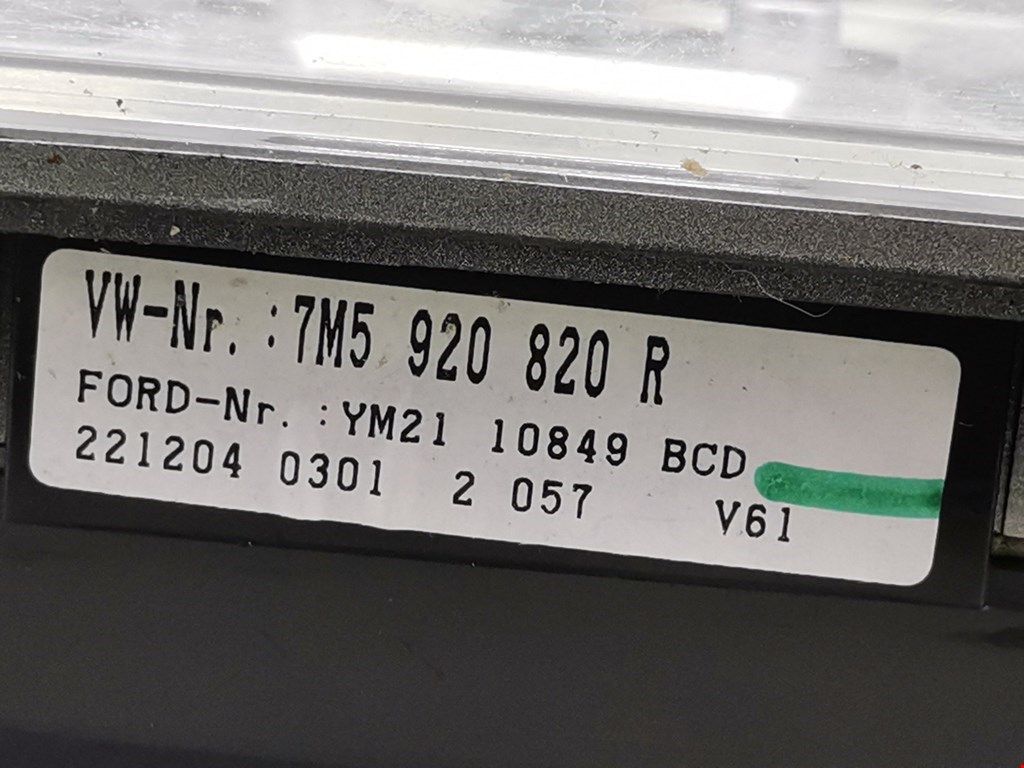 VW-Nr. :7M5 920 820 R
FORD-Nr. :YM21 10849 BCD
221204 0301 2 057 V61